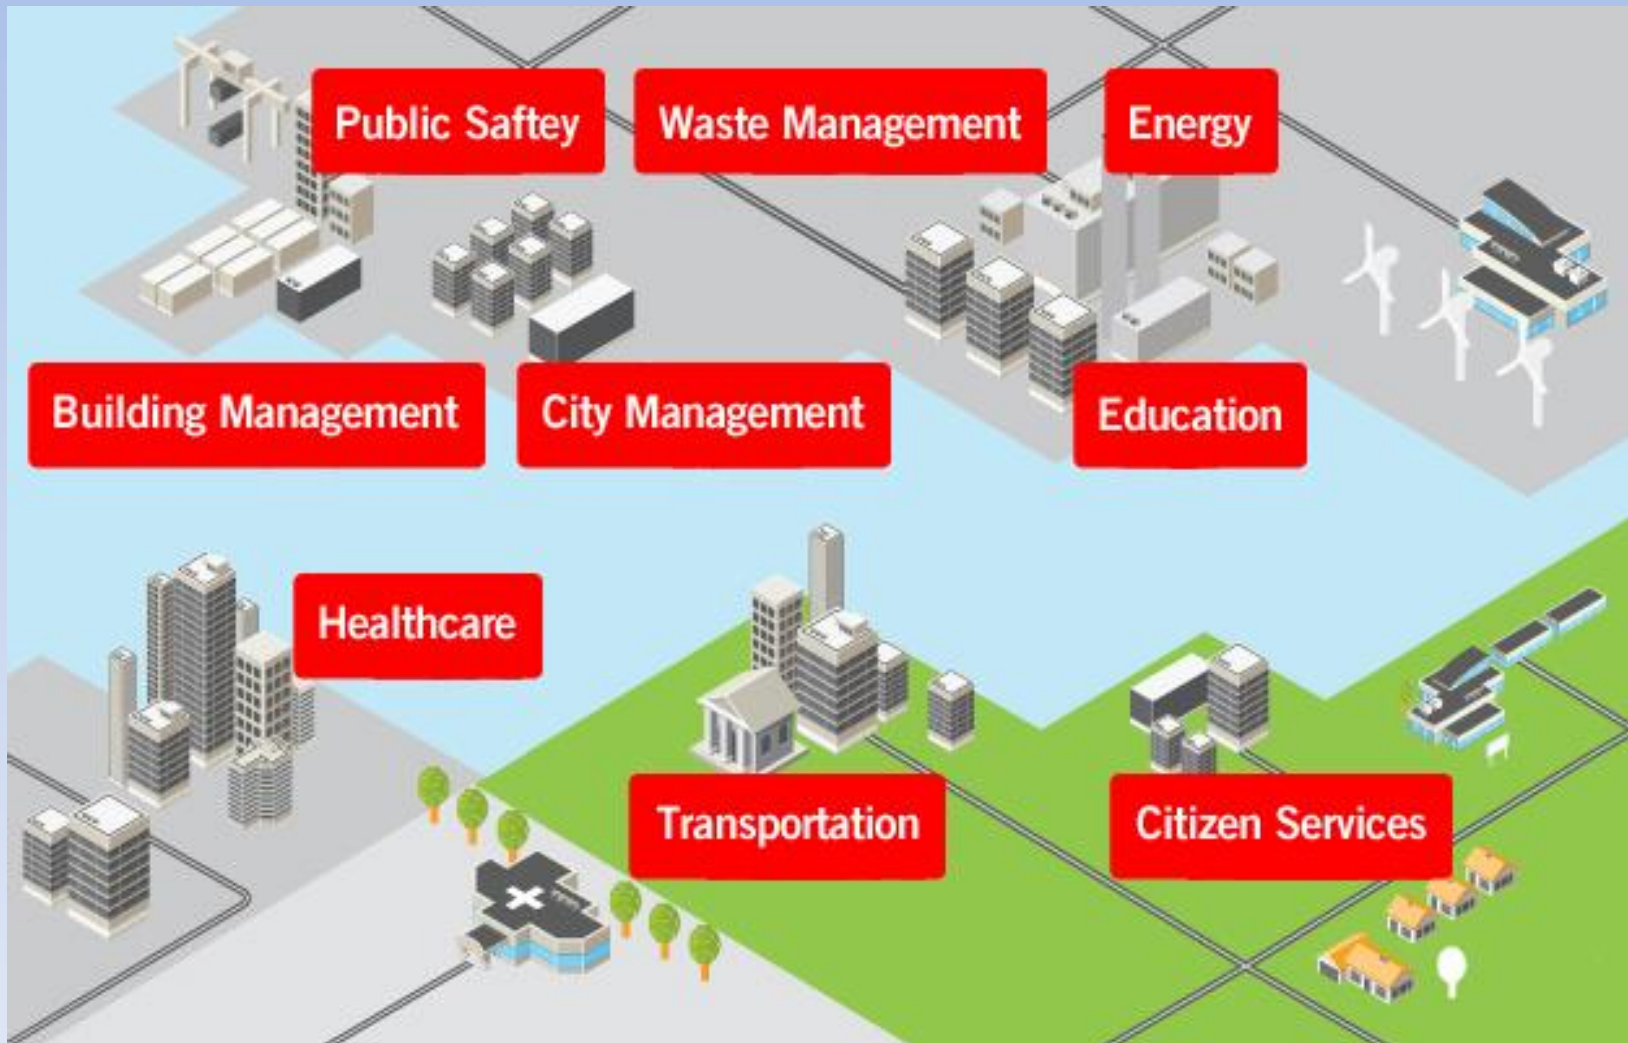 Public Saftey
Waste Management
Energy
Building Management
City Management
Education
Healthcare
Transportation
Citizen Services